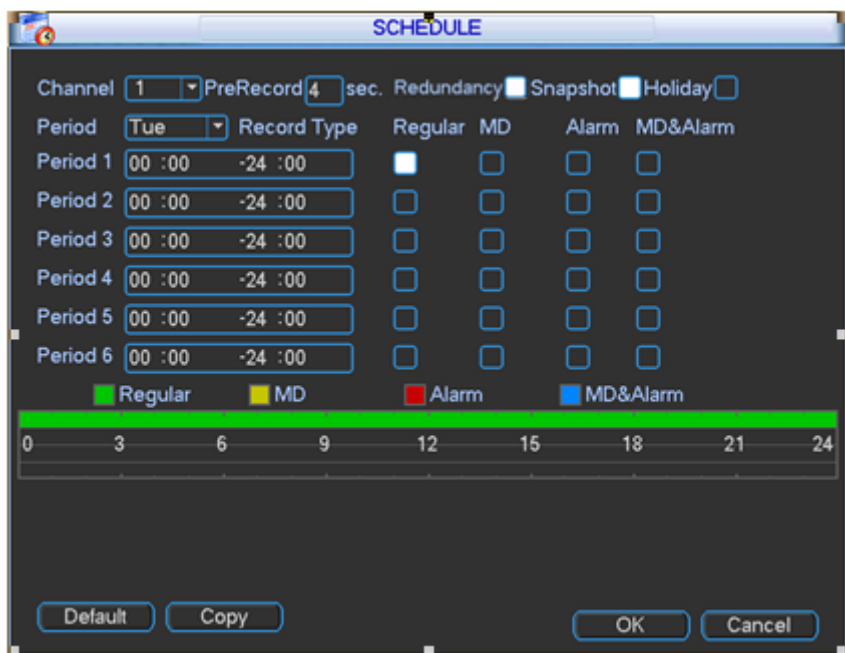 SCHEDULE
Channel 1 PreRecord 4 sec. Redundancy Snapshot Holiday
Period Tue Record Type Regular MD Alarm MD&Alarm
Period 1 00 :00 -24 :00
Period 2 00 :00 -24 :00
Period 3 00 :00 -24 :00
Period 4 00 :00 -24 :00
Period 5 00 :00 -24 :00
Period 6 00 :00 -24 :00
Regular MD Alarm MD&Alarm
0 3 6 9 12 15 18 21 24
Default Copy OK Cancel